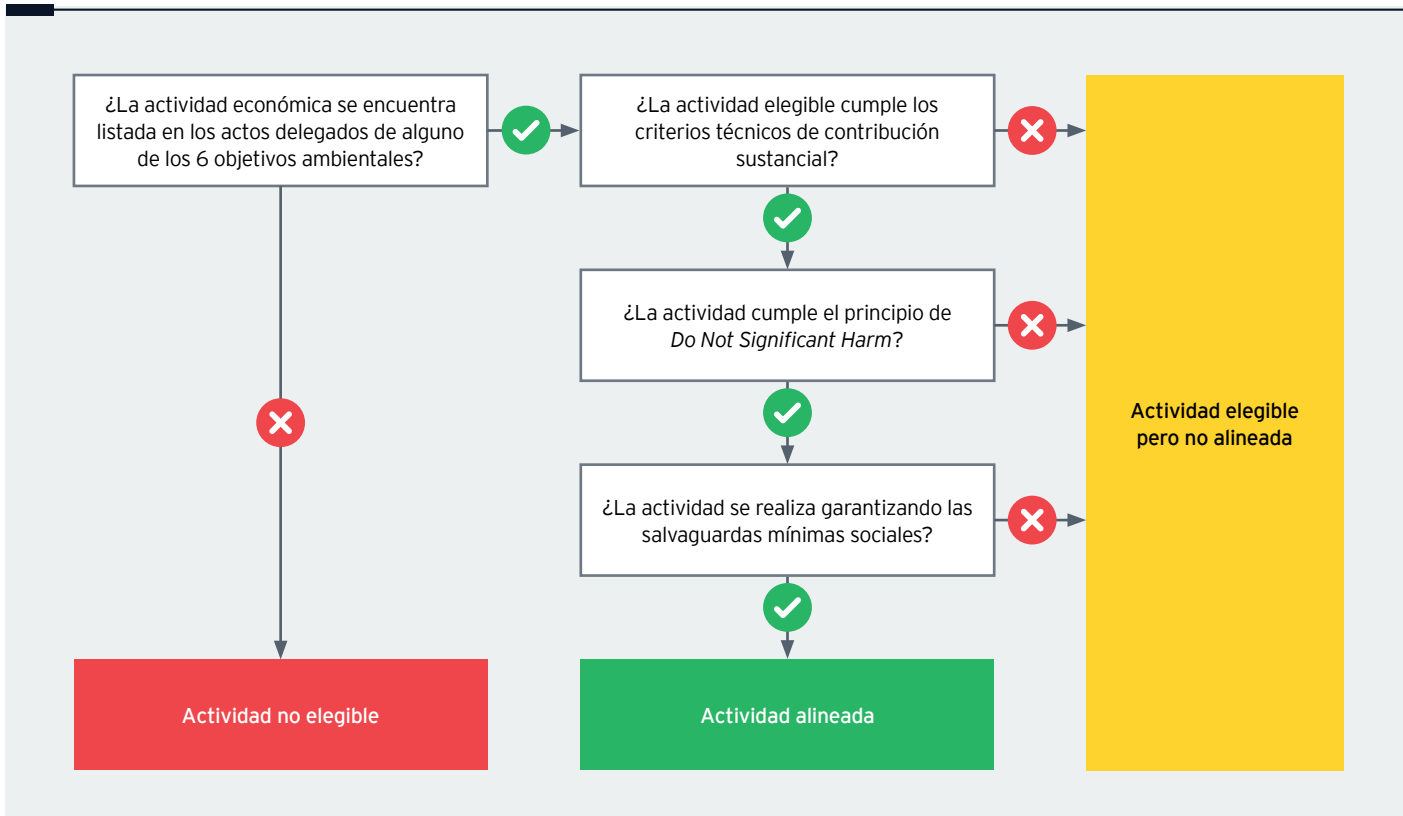 ¿La actividad económica se encuentra
listada en los actos delegados de alguno
de los 6 objetivos ambientales?
¿La actividad elegible cumple los
criterios técnicos de contribución
sustancial?
¿La actividad cumple el principio de
Do Not Significant Harm?
¿La actividad se realiza garantizando las
salvaguardas mínimas sociales?
Actividad elegible
pero no alineada
Actividad no elegible
Actividad alineada